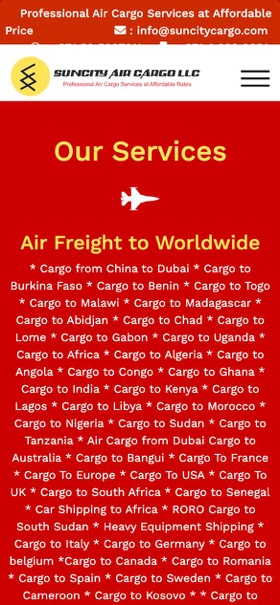 Professional Air Cargo Services at Affordable
Price
: info@suncitycargo.com
SUNCITY AIR CARGO LLC
Professional Air Cargo Services at Affordable Rates
Our Services
Air Freight to Worldwide
* Cargo from China to Dubai * Cargo to
Burkina Faso * Cargo to Benin * Cargo to Togo
* Cargo to Malawi * Cargo to Madagascar *
Cargo to Abidjan * Cargo to Chad * Cargo to
Lome * Cargo to Gabon * Cargo to Uganda *
Cargo to Africa * Cargo to Algeria * Cargo to
Angola * Cargo to Congo * Cargo to Ghana *
Cargo to India * Cargo to Kenya * Cargo to
Lagos * Cargo to Libya * Cargo to Morocco *
Cargo to Nigeria * Cargo to Sudan * Cargo to
Tanzania * Air Cargo from Dubai Cargo to
Australia * Cargo to Bangui * Cargo To France
* Cargo To Europe * Cargo To USA * Cargo To
UK * Cargo to South Africa * Cargo to Senegal
* Car Shipping to Africa * RORO Cargo to
South Sudan * Heavy Equipment Shipping *
Cargo to Italy * Cargo to Germany * Cargo to
belgium *Cargo to Canada * Cargo to Romania
* Cargo to Spain * Cargo to Sweden * Cargo to
Cameroon * Cargo to Kosovo * * Cargo to